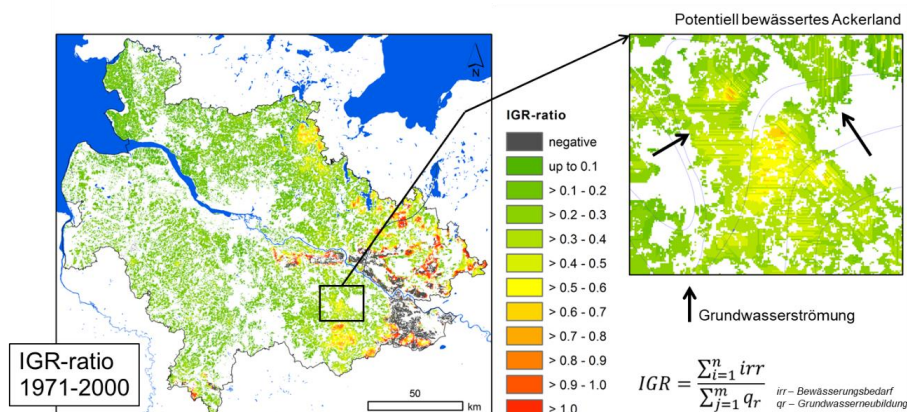 Potentiell bewässertes Ackerland
N
IGR-ratio
negative
up to 0.1
> 0.1 - 0.2
> 0.2 - 0.3
> 0.3 - 0.4
> 0.4 - 0.5
> 0.5 - 0.6
> 0.6 - 0.7
> 0.7 - 0.8
> 0.8 - 0.9
> 0.9 - 1.0
> 1.0
IGR-ratio
1971-2000
50
km
Grundwasserströmung
IGR = ∑ⁿᵢ₌₁ irr / ∑ᵐⱼ₌₁ qᵣ
irr – Bewässerungsbedarf
qr – Grundwasserneubildung